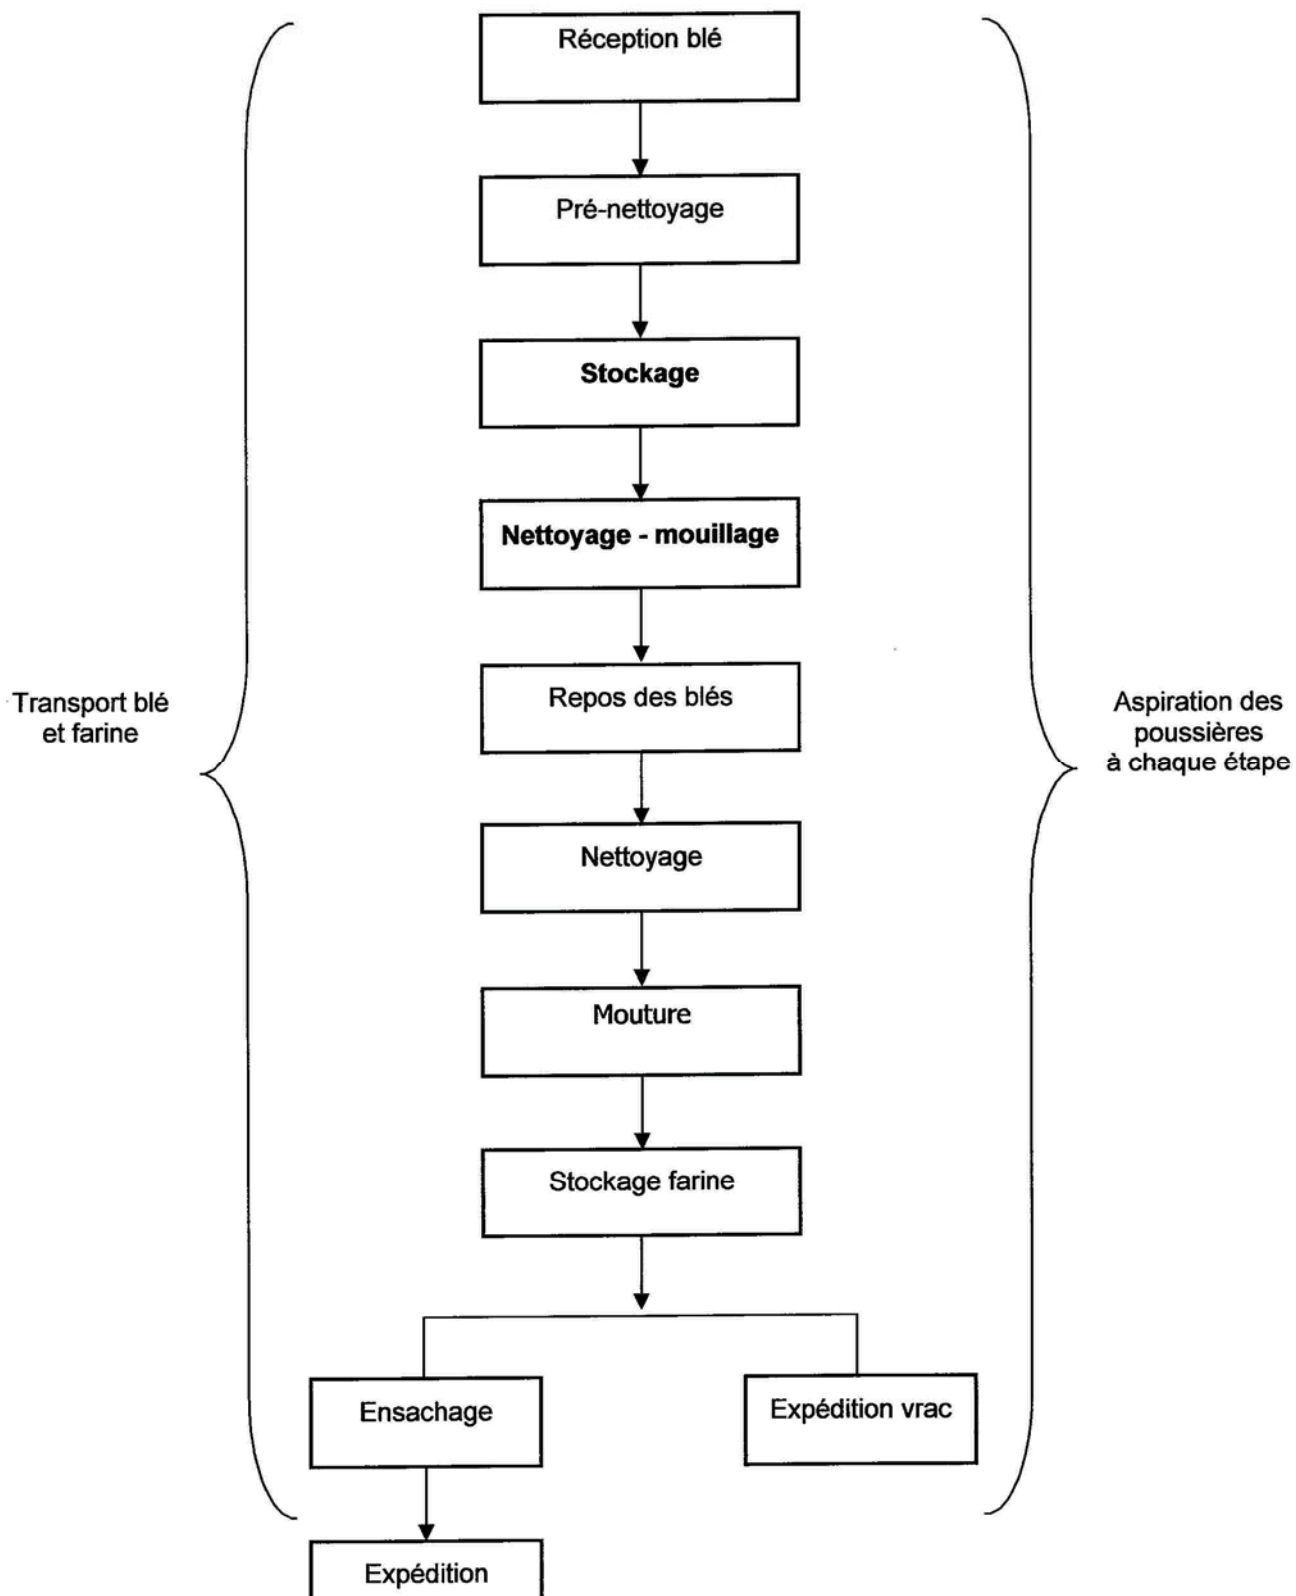 Réception blé
Pré-nettoyage
Stockage
Nettoyage - mouillage
Repos des blés
Transport blé
et farine
Aspiration des
poussières
à chaque étape
Nettoyage
Mouture
Stockage farine
Ensachage
Expédition vrac
Expédition